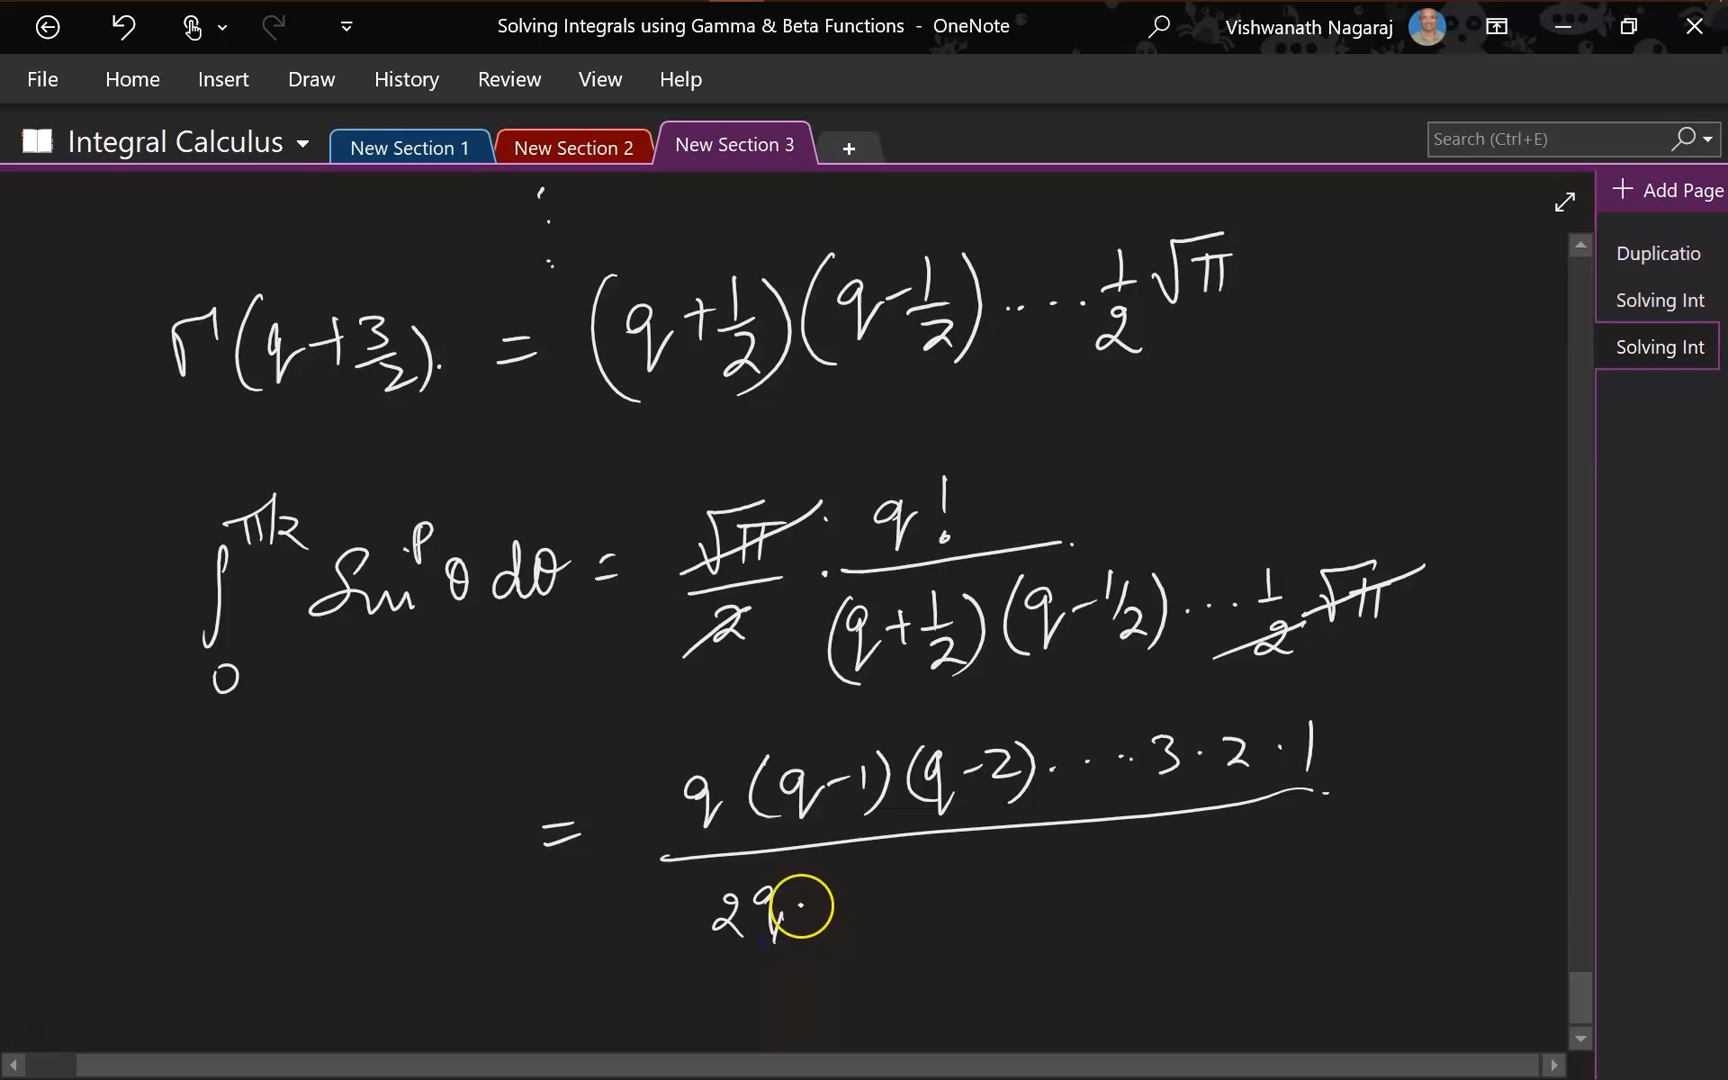 Solving Integrals using Gamma & Beta Functions - OneNote
Vishwanath Nagaraj
File Home Insert Draw History Review View Help
Integral Calculus New Section 1 New Section 2 New Section 3 + Search (Ctrl+E)
+ Add Page
Duplicatio
Solving Int
Solving Int
Γ(q+3/2) = (q+1/2)(q-1/2)....1/2 √π
∫₀^π/2 Sin^p θ dθ = √π/2 · q!/((q+1/2)(q-1/2)...1/2 √π)
= q(q-1)(q-2)....3·2·1
2q·